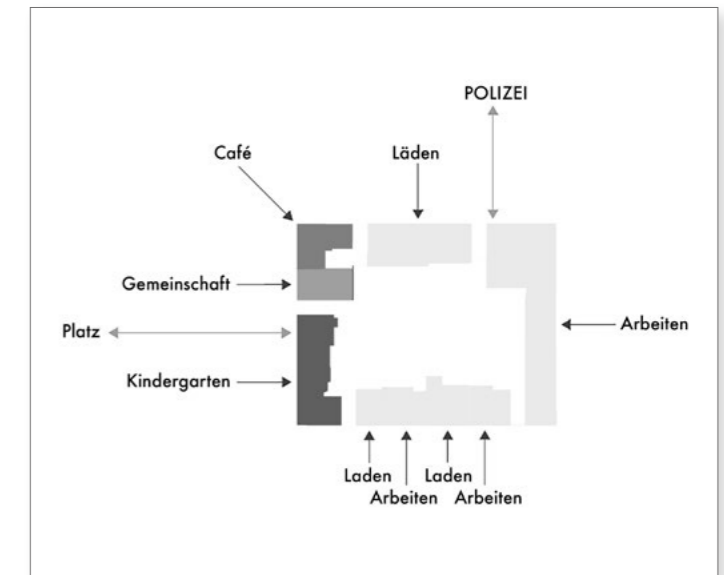 POLIZEI
Café
Läden
Gemeinschaft
Platz
Arbeiten
Kindergarten
Laden
Laden
Arbeiten
Arbeiten